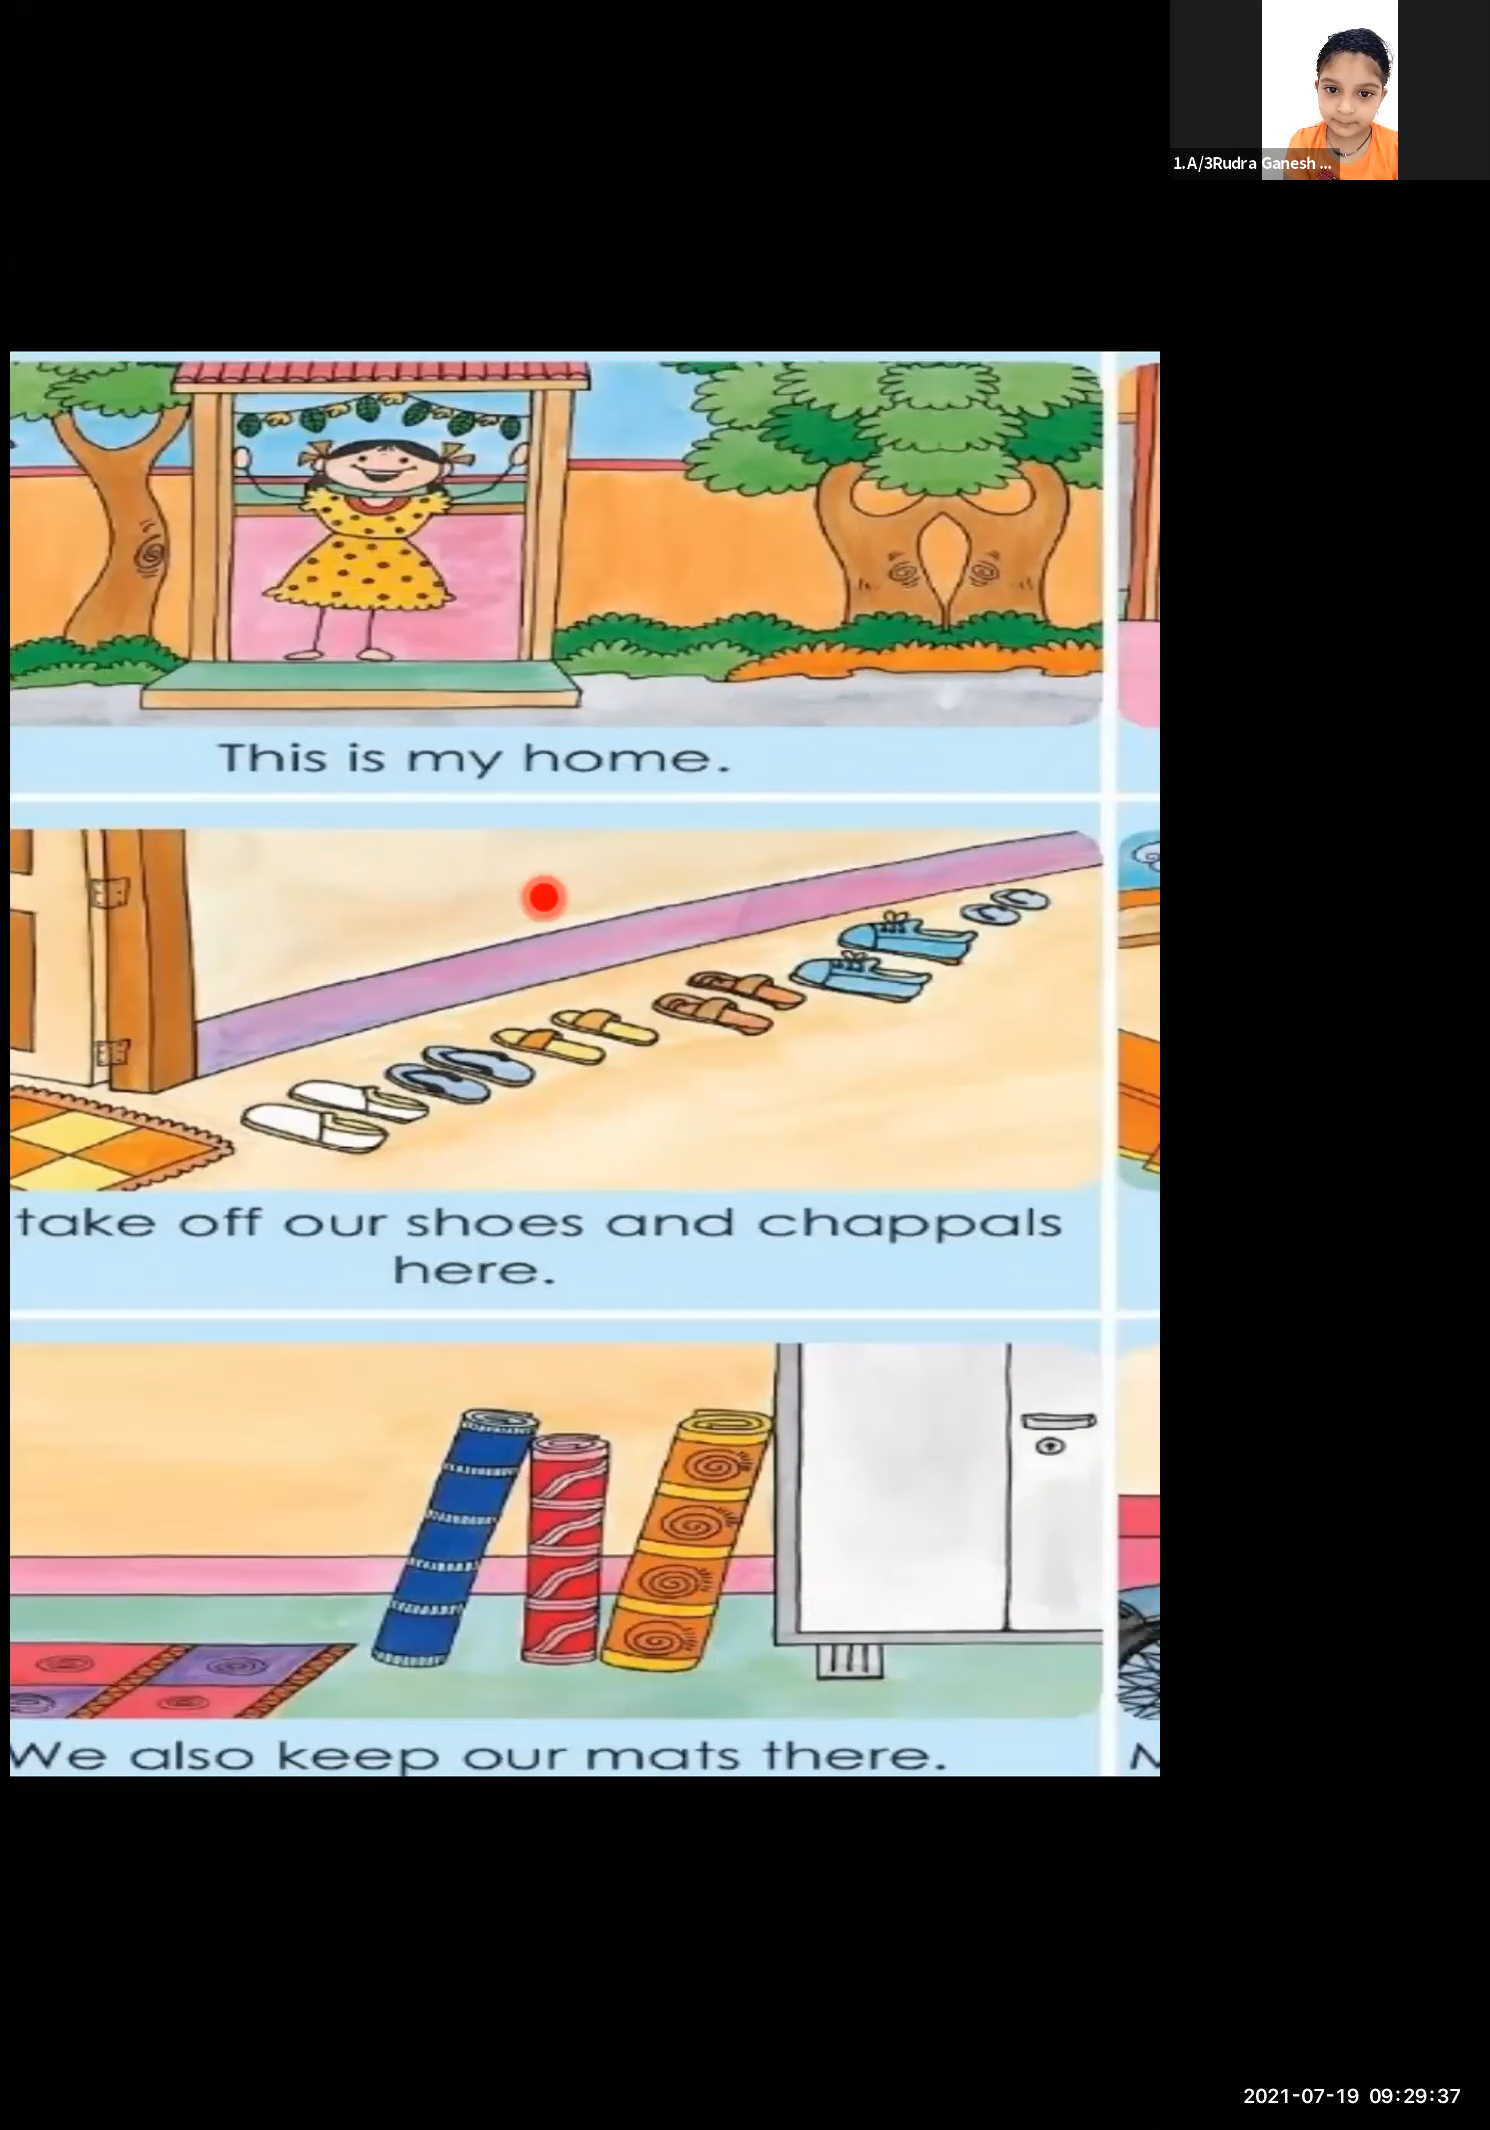 1.A/3Rudra Ganesh ...
This is my home.
take off our shoes and chappals
here.
We also keep our mats there.
2021-07-19 09:29:37